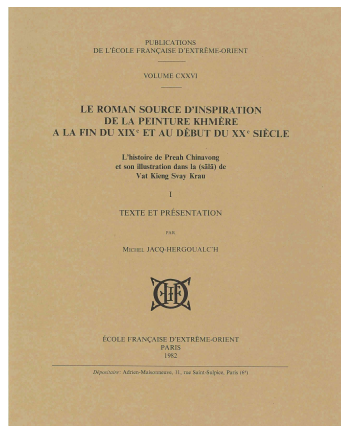 PUBLICATIONS
DE L'ÉCOLE FRANÇAISE D'EXTRÊME-ORIENT
VOLUME CXXVI
LE ROMAN SOURCE D'INSPIRATION
DE LA PEINTURE KHMÈRE
A LA FIN DU XIXe ET AU DÉBUT DU XXe SIÈCLE
L'histoire de Preah Chinavong
et son illustration dans la (sālā) de
Vat Kieng Svay Krau
I
TEXTE ET PRÉSENTATION
PAR
MICHEL JACQ-HERGOUALC'H
ÉCOLE FRANÇAISE D'EXTRÊME-ORIENT
PARIS
1982
Dépositaire : Adrien-Maisonneuve, 11, rue Saint-Sulpice, Paris (6e)